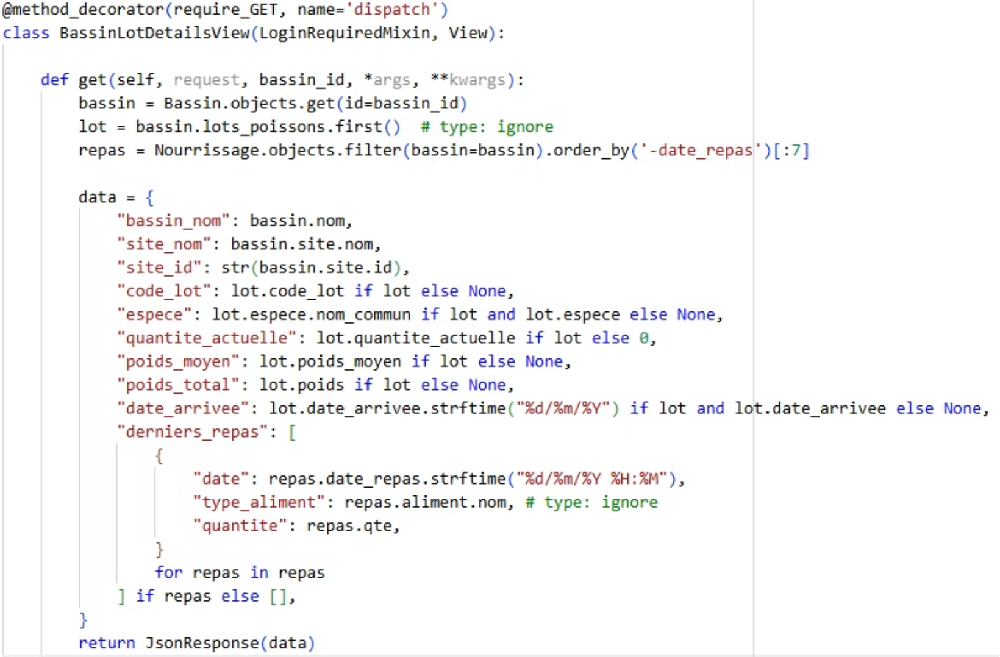 @method_decorator(require_GET, name='dispatch')
class BassinLotDetailsView(LoginRequiredMixin, View):
def get(self, request, bassin_id, *args, **kwargs):
bassin = Bassin.objects.get(id=bassin_id)
lot = bassin.lots_poissons.first()  # type: ignore
repas = Nourrissage.objects.filter(bassin=bassin).order_by('-date_repas')[:7]
data = {
"bassin_nom": bassin.nom,
"site_nom": bassin.site.nom,
"site_id": str(bassin.site.id),
"code_lot": lot.code_lot if lot else None,
"espece": lot.espece.nom_commun if lot and lot.espece else None,
"quantite_actuelle": lot.quantite_actuelle if lot else 0,
"poids_moyen": lot.poids_moyen if lot else None,
"poids_total": lot.poids if lot else None,
"date_arrivee": lot.date_arrivee.strftime("%d/%m/%Y") if lot and lot.date_arrivee else None,
"derniers_repas": [
{
"date": repas.date_repas.strftime("%d/%m/%Y %H:%M"),
"type_aliment": repas.aliment.nom, # type: ignore
"quantite": repas.qte,
}
for repas in repas
] if repas else [],
}
return JsonResponse(data)